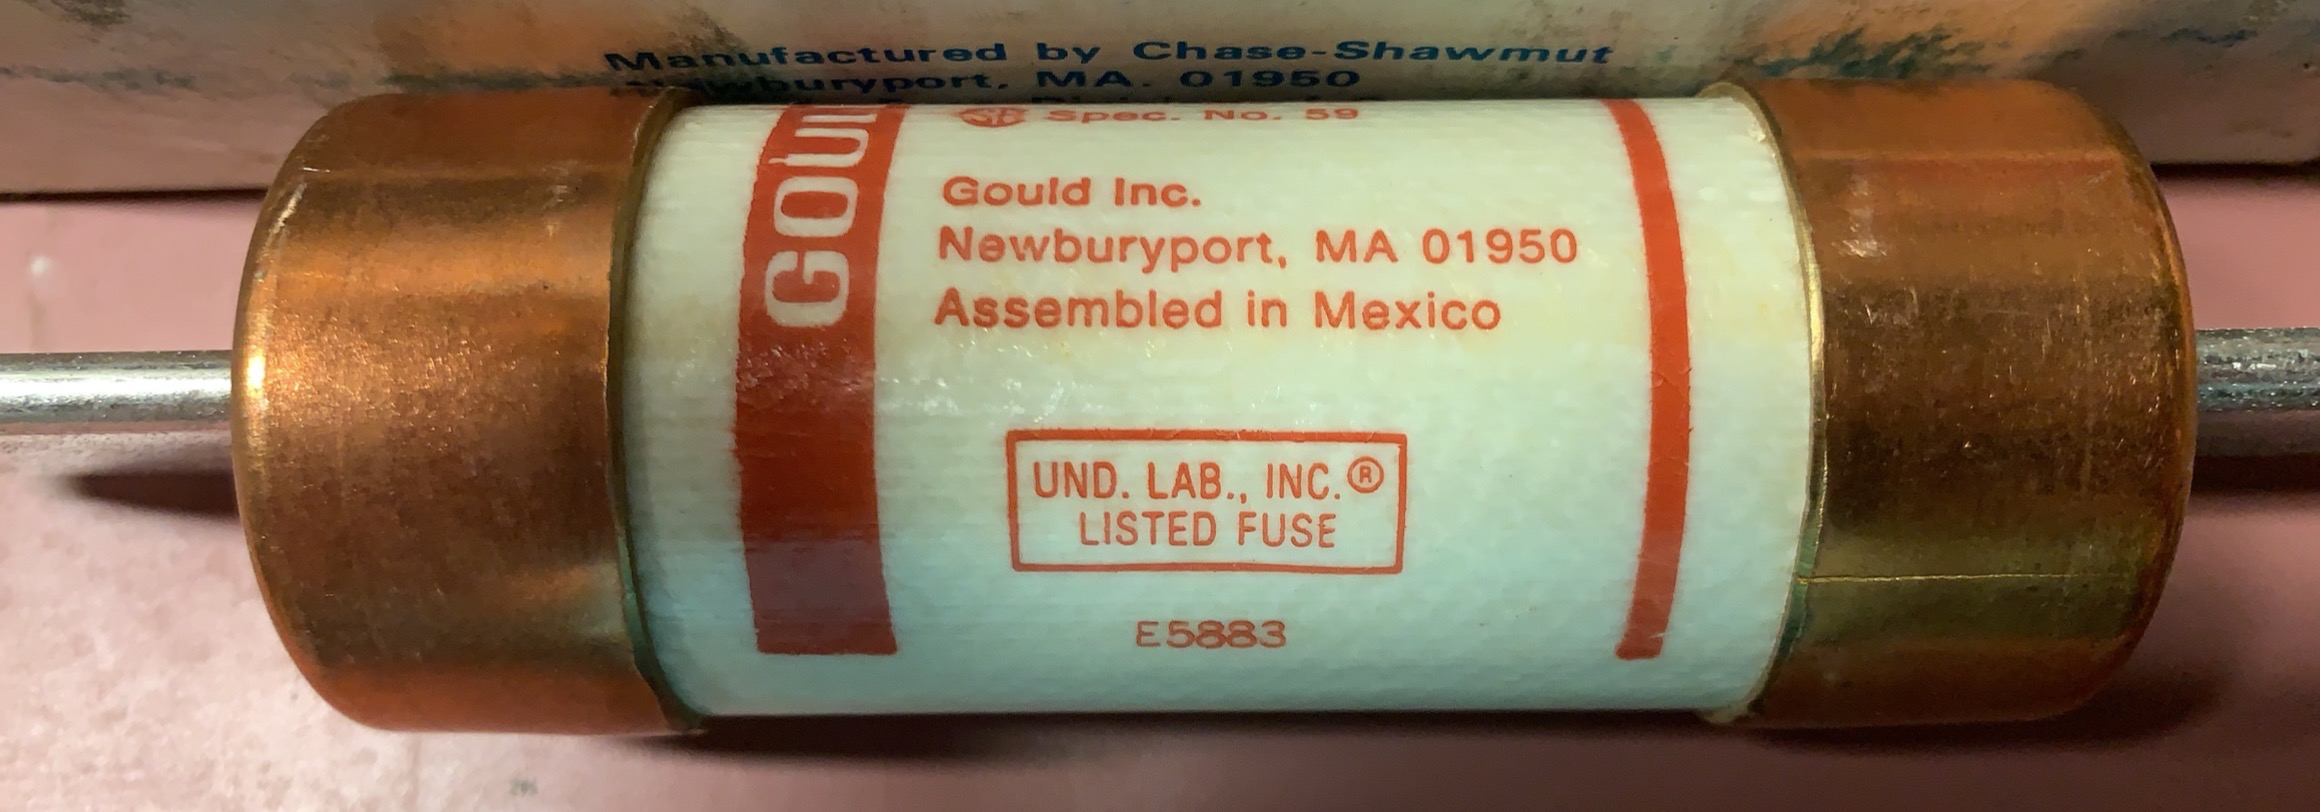 Manufactured by Chase-Shawmut
Newburyport, MA. 01950
Spec. No. 59
GOUL
Gould Inc.
Newburyport, MA 01950
Assembled in Mexico
UND. LAB., INC.®
LISTED FUSE
E5883